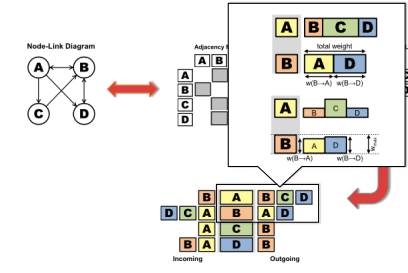 Node-Link Diagram
A B
C D
Adjacency
A B
A
B
C
D
A B C D
total weight
B A D
w(B→A) w(B→D)
A B C D
B A D
w(B→A) w(B→D)
B A B C D
D C A B A D
A C B
B A D B
Incoming Outgoing